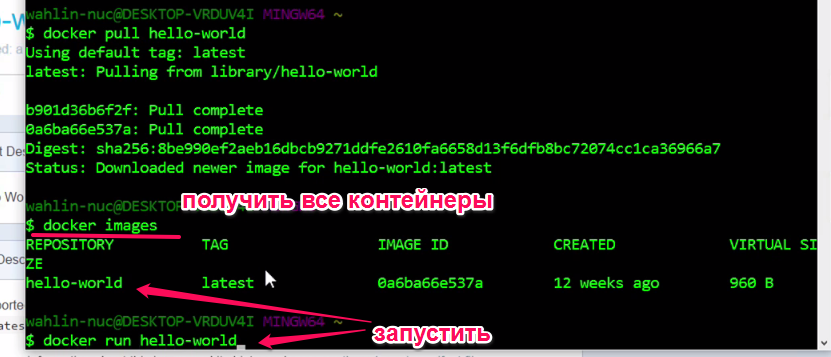 wahlin-nuc@DESKTOP-VRDUV4I MINGW64 ~
$ docker pull hello-world
Using default tag: latest
latest: Pulling from library/hello-world
b901d36b6f2f: Pull complete
0a6ba66e537a: Pull complete
Digest: sha256:8be990ef2aeb16dbcb9271ddfe2610fa6658d13f6dfb8bc72074cc1ca36966a7
Status: Downloaded newer image for hello-world:latest
получить все контейнеры
wahlin-nuc@DESKTOP-VRDUV4I MINGW64 ~
$ docker images
REPOSITORY TAG IMAGE ID CREATED VIRTUAL SI
ZE
hello-world latest 0a6ba66e537a 12 weeks ago 960 B
wahlin-nuc@DESKTOP-VRDUV4I MINGW64 ~
запустить
$ docker run hello-world